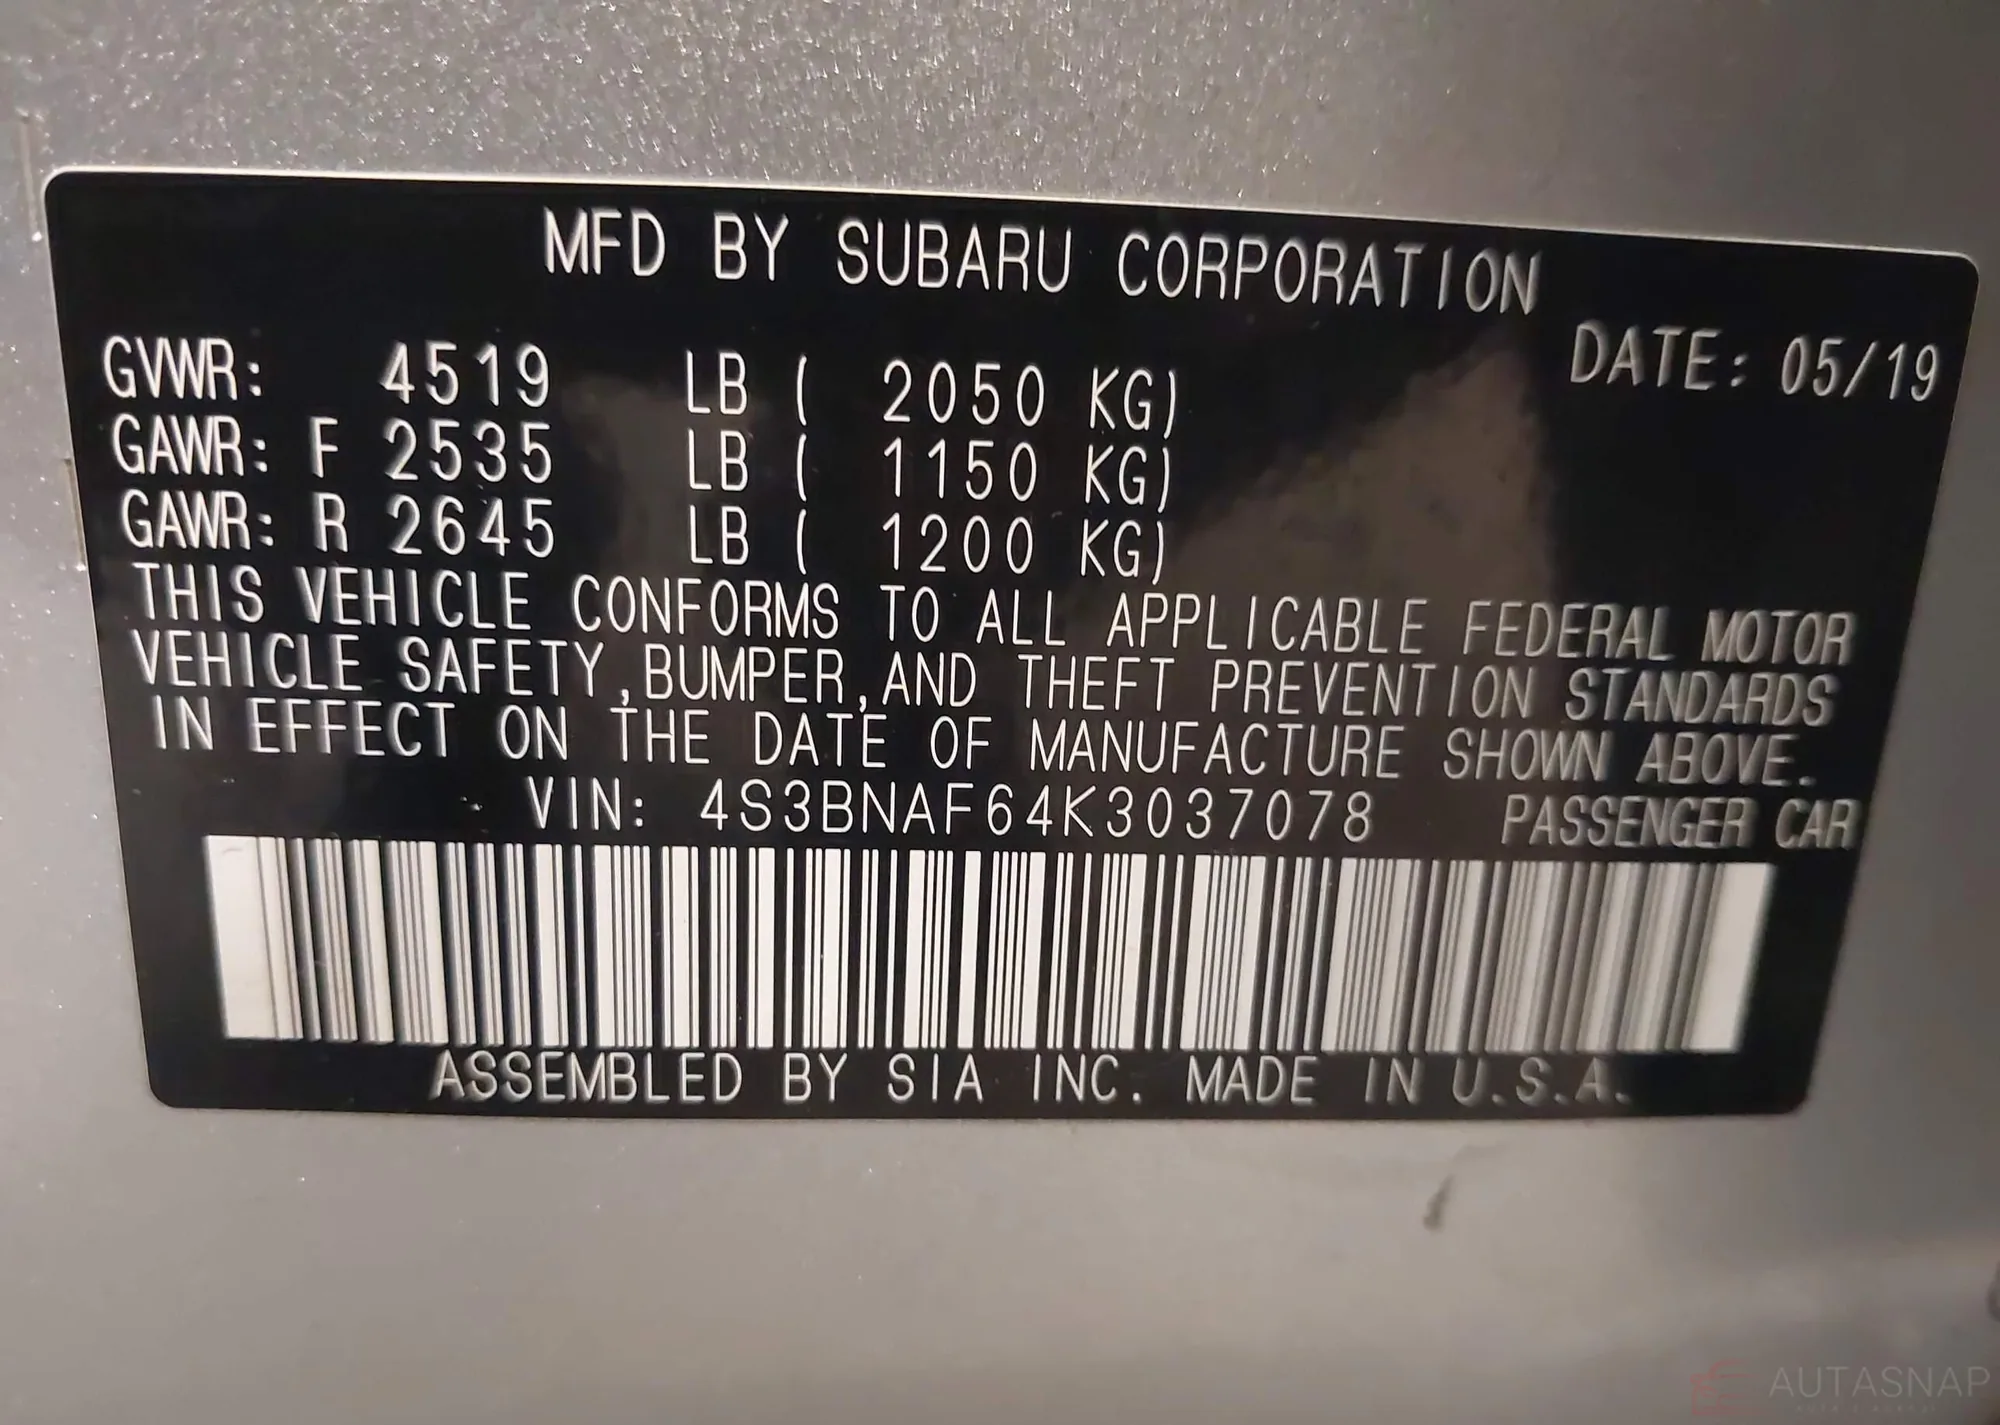 MFD BY SUBARU CORPORATION
DATE: 05/19
GVWR: 4519 LB ( 2050 KG)
GAWR: F 2535 LB ( 1150 KG)
GAWR: R 2645 LB ( 1200 KG)
THIS VEHICLE CONFORMS TO ALL APPLICABLE FEDERAL MOTOR
VEHICLE SAFETY,BUMPER,AND THEFT PREVENTION STANDARDS
IN EFFECT ON THE DATE OF MANUFACTURE SHOWN ABOVE.
VIN: 4S3BNAF64K3037078 PASSENGER CAR
ASSEMBLED BY SIA INC. MADE IN U.S.A.
AUTASNAP